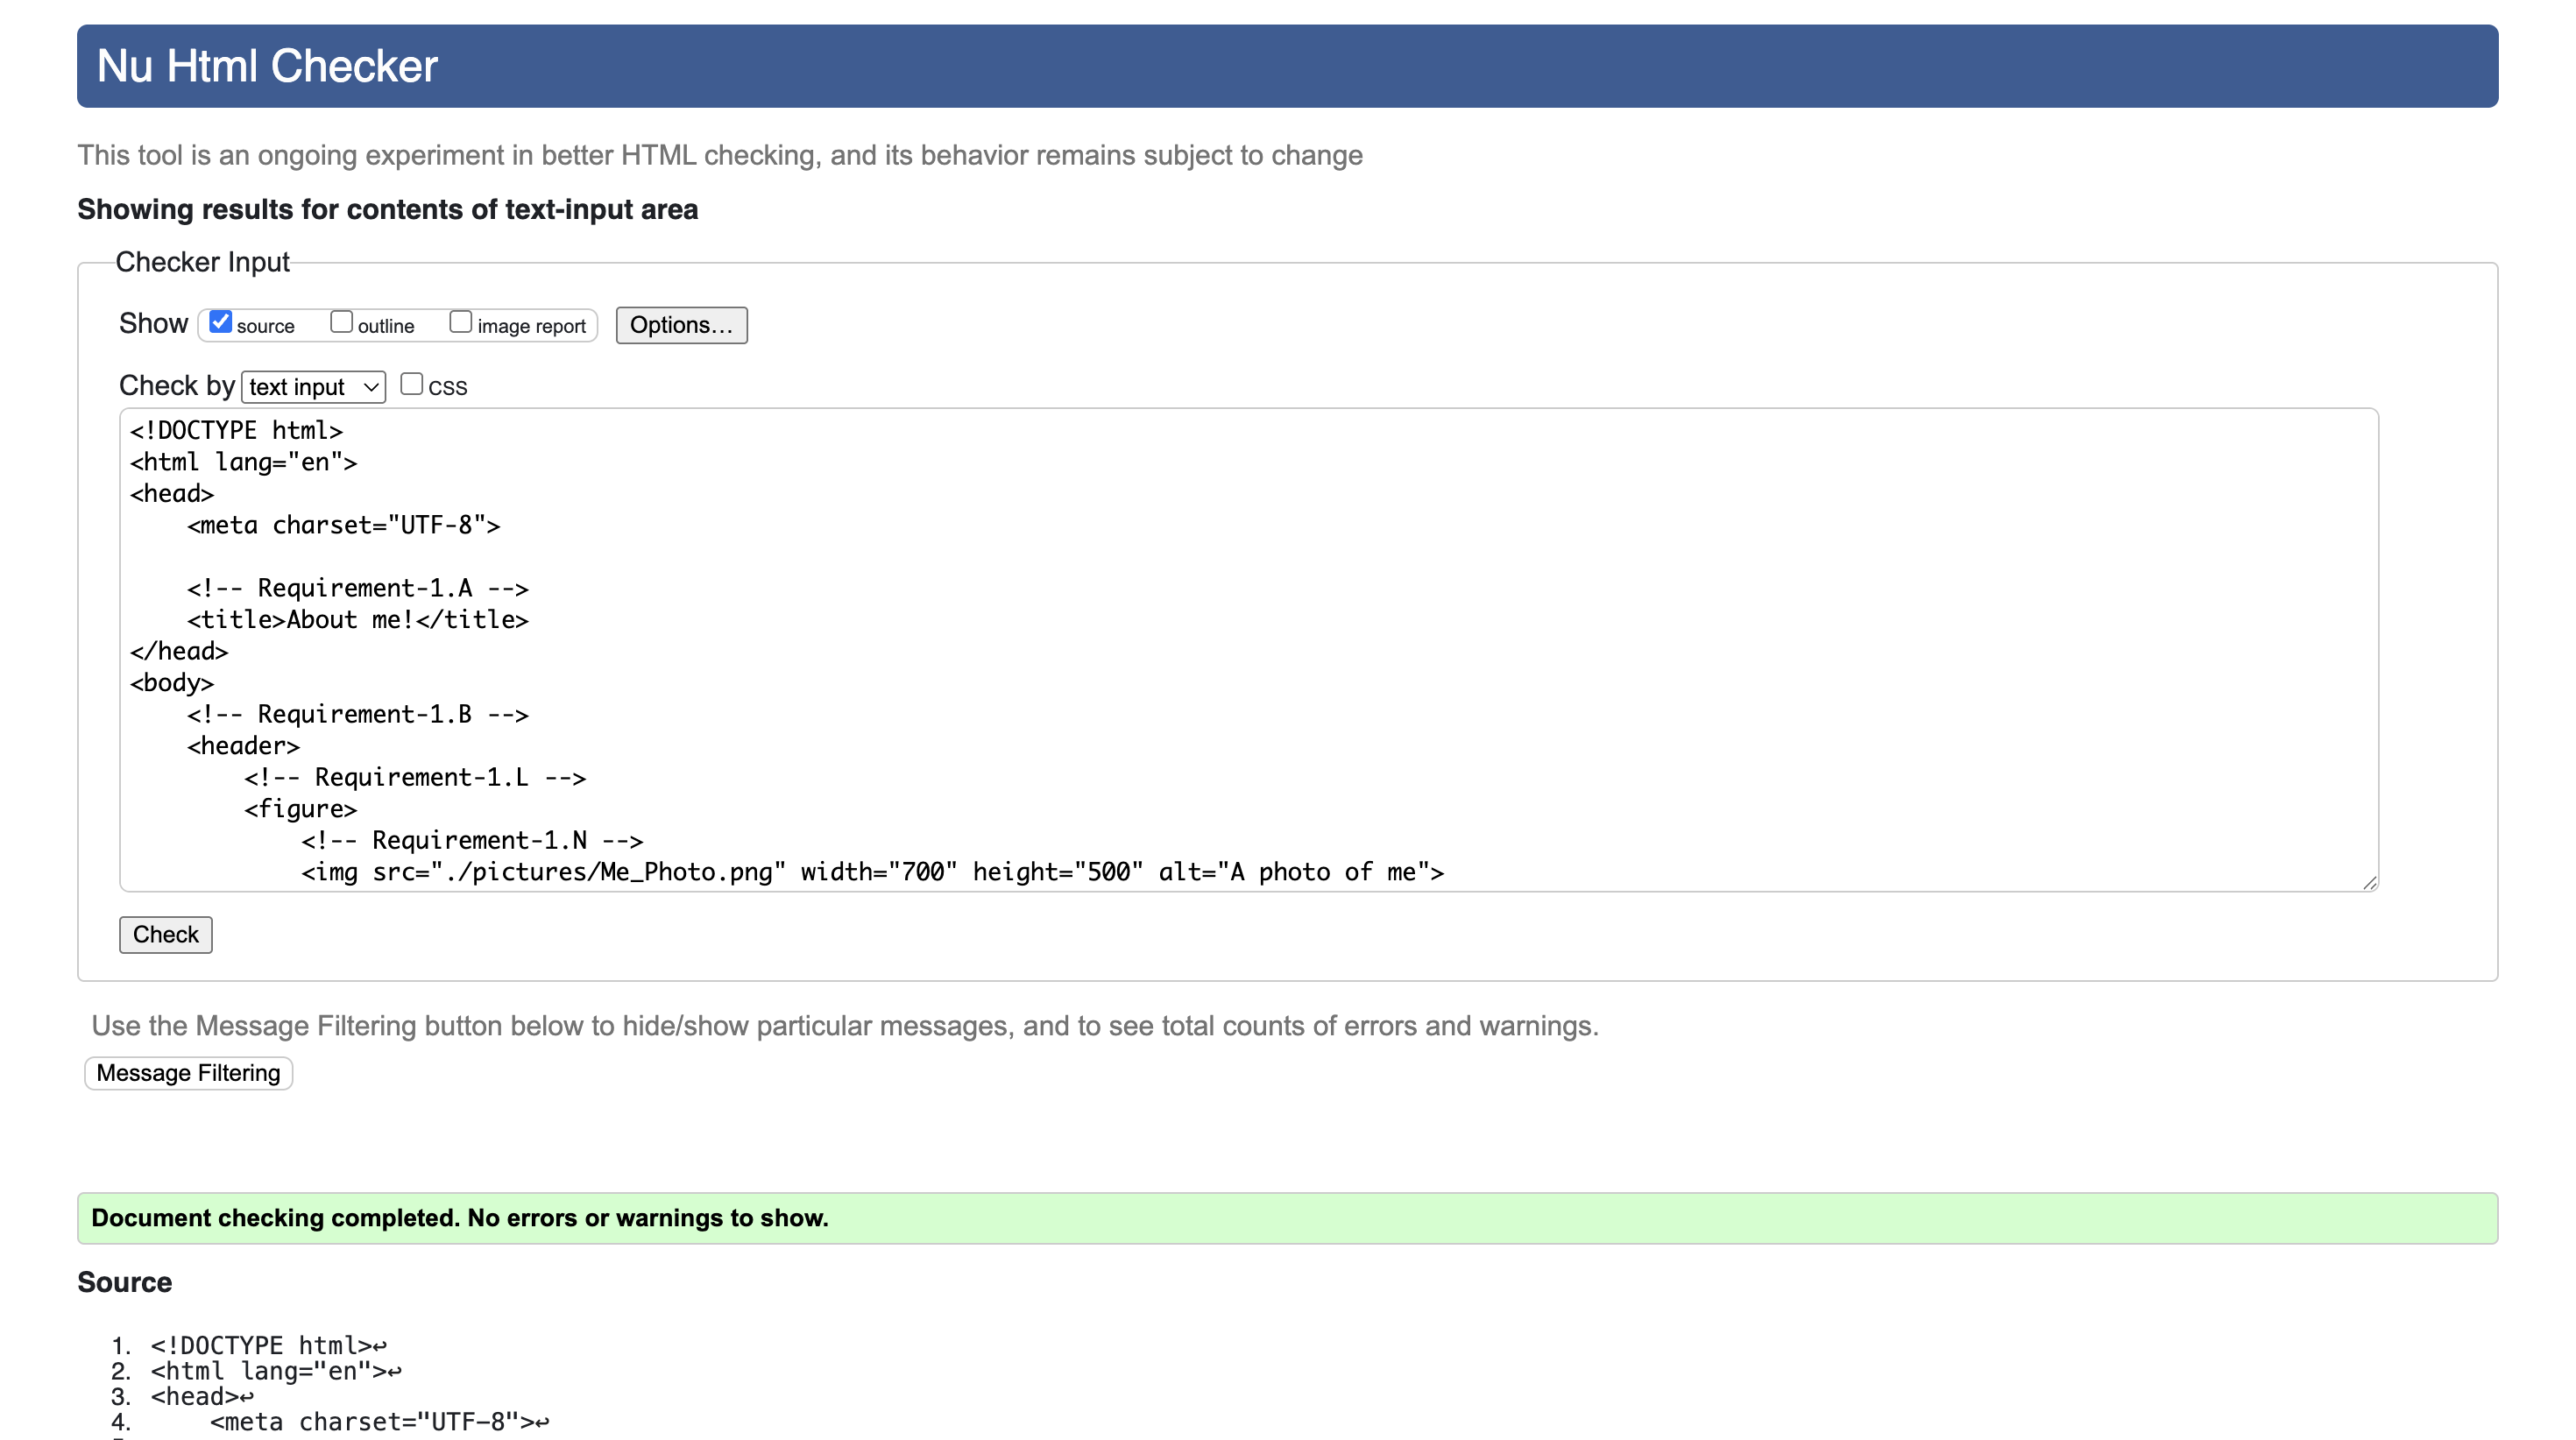 Nu Html Checker
This tool is an ongoing experiment in better HTML checking, and its behavior remains subject to change
Showing results for contents of text-input area
Checker Input
Show source outline image report Options...
Check by text input CSS
<!DOCTYPE html>
<html lang="en">
<head>
    <meta charset="UTF-8">

    <!-- Requirement-1.A -->
    <title>About me!</title>
</head>
<body>
    <!-- Requirement-1.B -->
    <header>
        <!-- Requirement-1.L -->
        <figure>
            <!-- Requirement-1.N -->
            <img src="./pictures/Me_Photo.png" width="700" height="500" alt="A photo of me">
Check
Use the Message Filtering button below to hide/show particular messages, and to see total counts of errors and warnings.
Message Filtering
Document checking completed. No errors or warnings to show.
Source
1. <!DOCTYPE html>↩
2. <html lang="en">↩
3. <head>↩
4.     <meta charset="UTF-8">↩